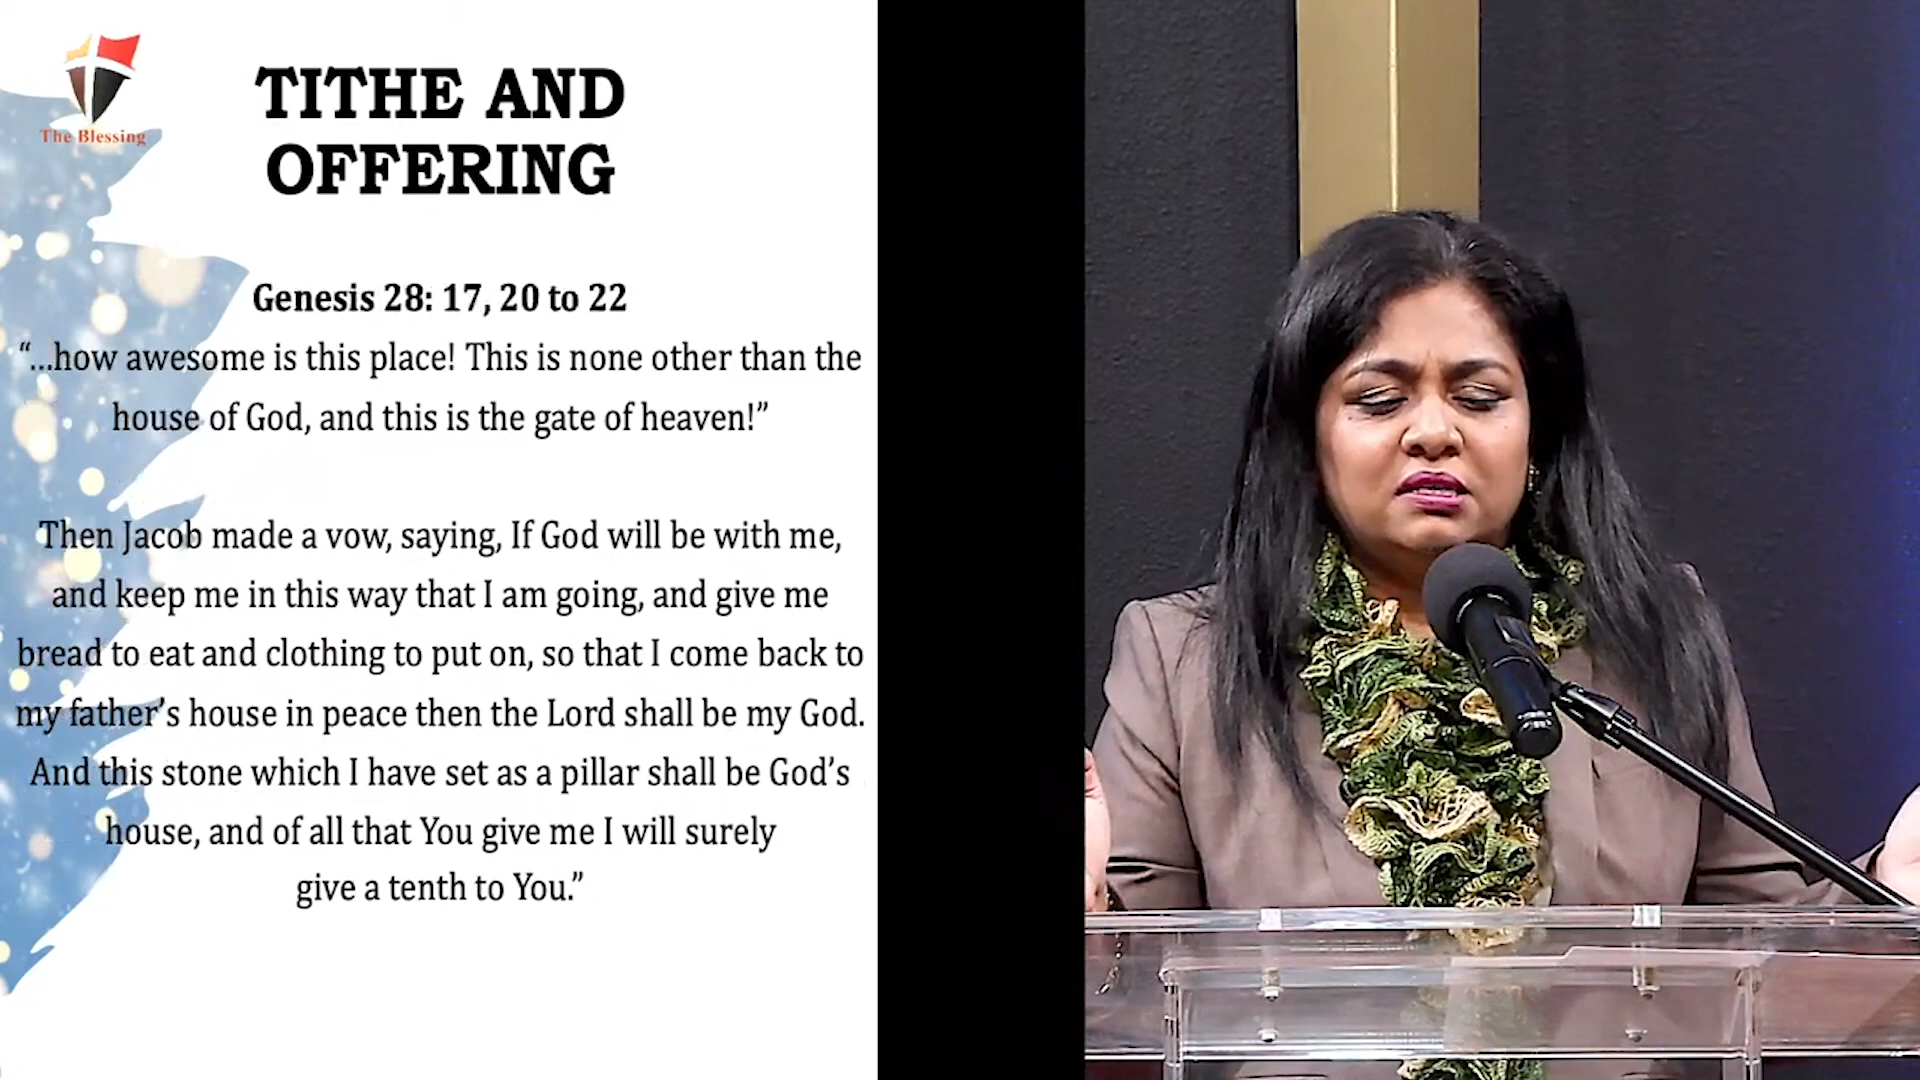 The Blessing
TITHE AND
OFFERING
Genesis 28: 17, 20 to 22
“...how awesome is this place! This is none other than the
house of God, and this is the gate of heaven!”
Then Jacob made a vow, saying, If God will be with me,
and keep me in this way that I am going, and give me
bread to eat and clothing to put on, so that I come back to
my father’s house in peace then the Lord shall be my God.
And this stone which I have set as a pillar shall be God’s
house, and of all that You give me I will surely
give a tenth to You.”